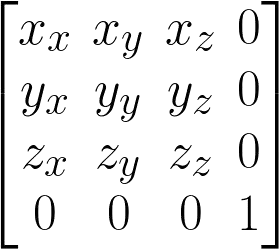 x_x x_y x_z 0
y_x y_y y_z 0
z_x z_y z_z 0
0 0 0 1